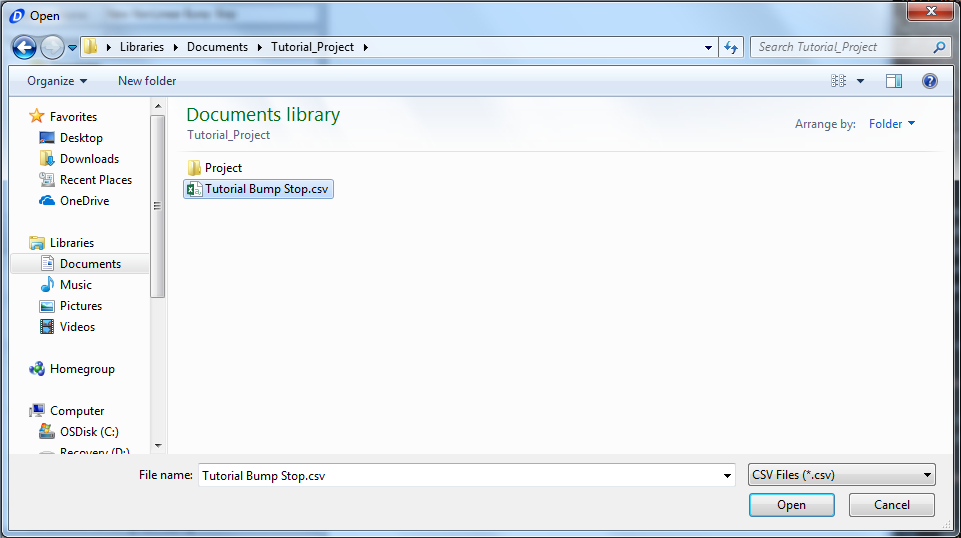 Open
Libraries Documents Tutorial_Project
Search Tutorial_Project
Organize New folder
Favorites
Desktop
Downloads
Recent Places
OneDrive
Libraries
Documents
Music
Pictures
Videos
Homegroup
Computer
OSDisk (C:)
Recovery (D:)
Documents library
Tutorial_Project
Arrange by: Folder
Project
Tutorial Bump Stop.csv
File name: Tutorial Bump Stop.csv
CSV Files (*.csv)
Open Cancel